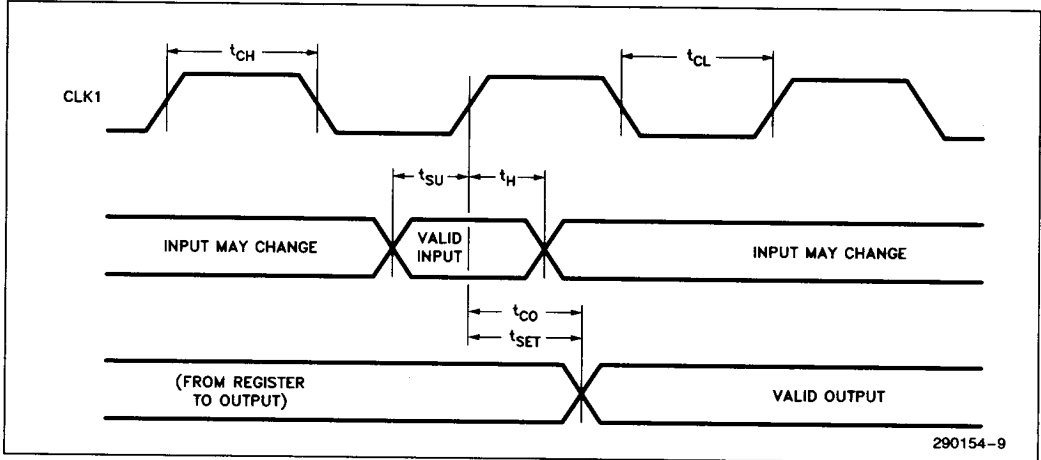 tCH
tCL
CLK1
tSU
tH
INPUT MAY CHANGE
VALID
INPUT
INPUT MAY CHANGE
tCO
tSET
(FROM REGISTER
TO OUTPUT)
VALID OUTPUT
290154-9